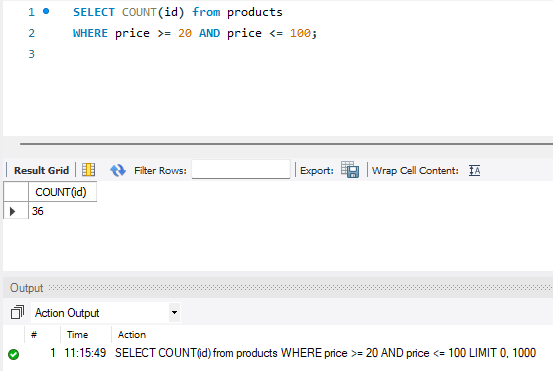 1 SELECT COUNT(id) from products
2 WHERE price >= 20 AND price <= 100;
3
Result Grid Filter Rows: Export: Wrap Cell Content: IA
COUNT(id)
36
Output
Action Output
# Time Action
1 11:15:49 SELECT COUNT(id) from products WHERE price >= 20 AND price <= 100 LIMIT 0, 1000